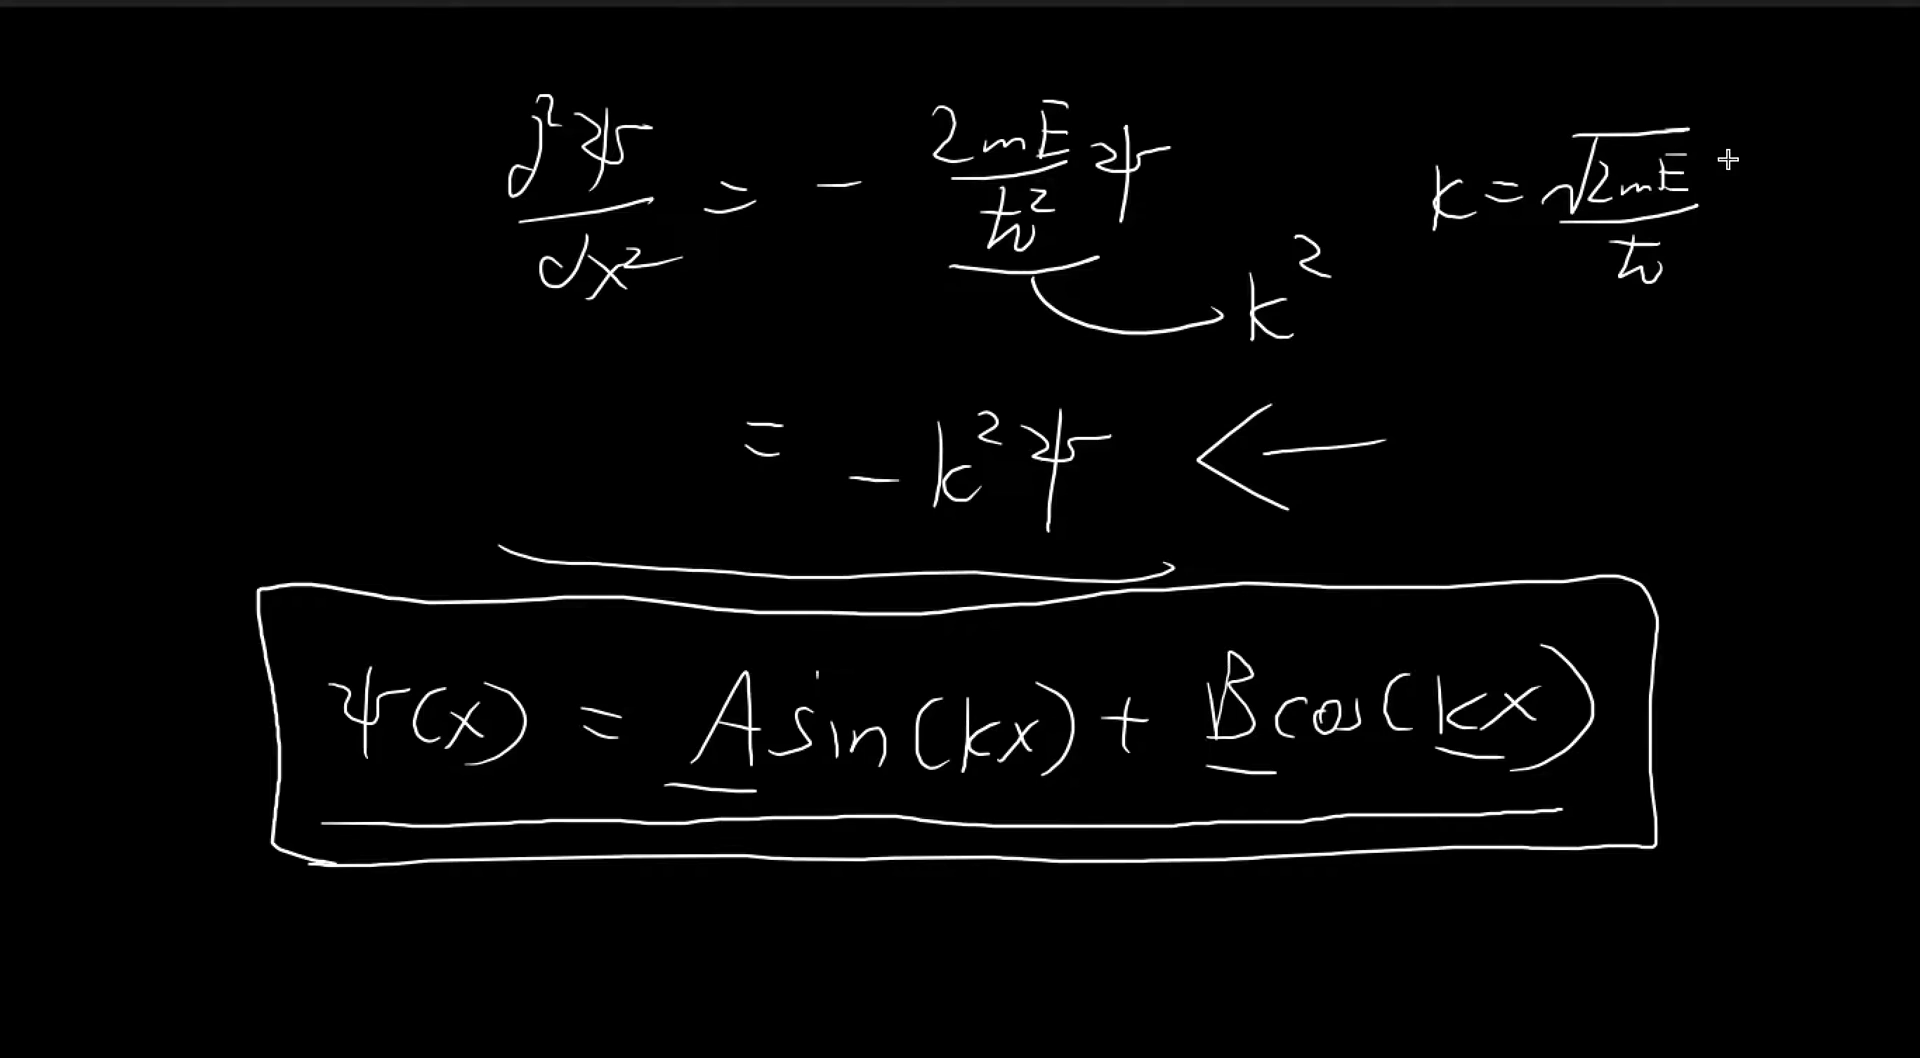 d²ψ/dx² = - 2mE/ħ² ψ    k = √2mE/ħ
k²
= -k²ψ ←
ψ(x) = A sin(kx) + B cos(kx)